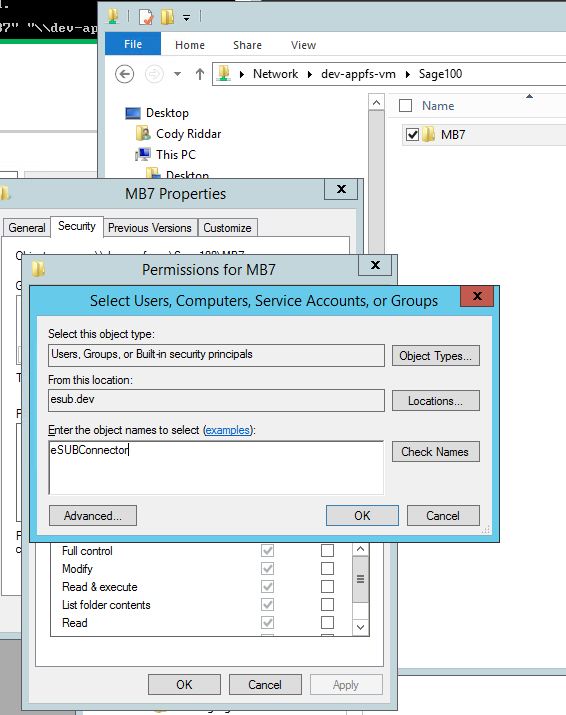 \\dev-ap
File
Home
Share
View
Network
dev-appfs-vm
Sage100
Desktop
Cody Riddar
This PC
Desktop
Name
MB7
MB7 Properties
x
General
Security
Previous Versions
Customize
Permissions for MB7
x
Select Users, Computers, Service Accounts, or Groups
x
Select this object type:
Users, Groups, or Built-in security principals
Object Types...
From this location:
esub.dev
Locations...
Enter the object names to select (examples):
eSUBConnector
Check Names
Advanced...
OK
Cancel
Full control
Modify
Read & execute
List folder contents
Read
OK
Cancel
Apply